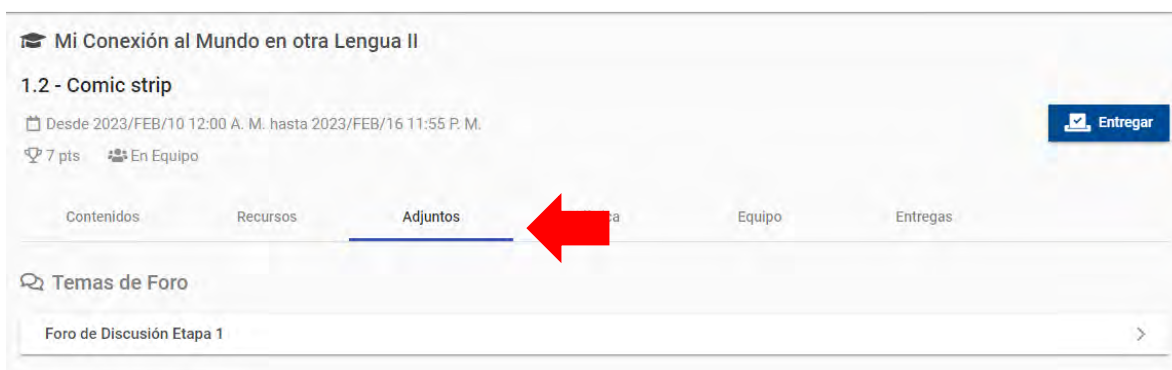 Mi Conexión al Mundo en otra Lengua II
1.2 - Comic strip
Desde 2023/FEB/10 12:00 A. M. hasta 2023/FEB/16 11:55 P. M.
Entregar
7 pts En Equipo
Contenidos Recursos Adjuntos Equipo Entregas
Temas de Foro
Foro de Discusión Etapa 1